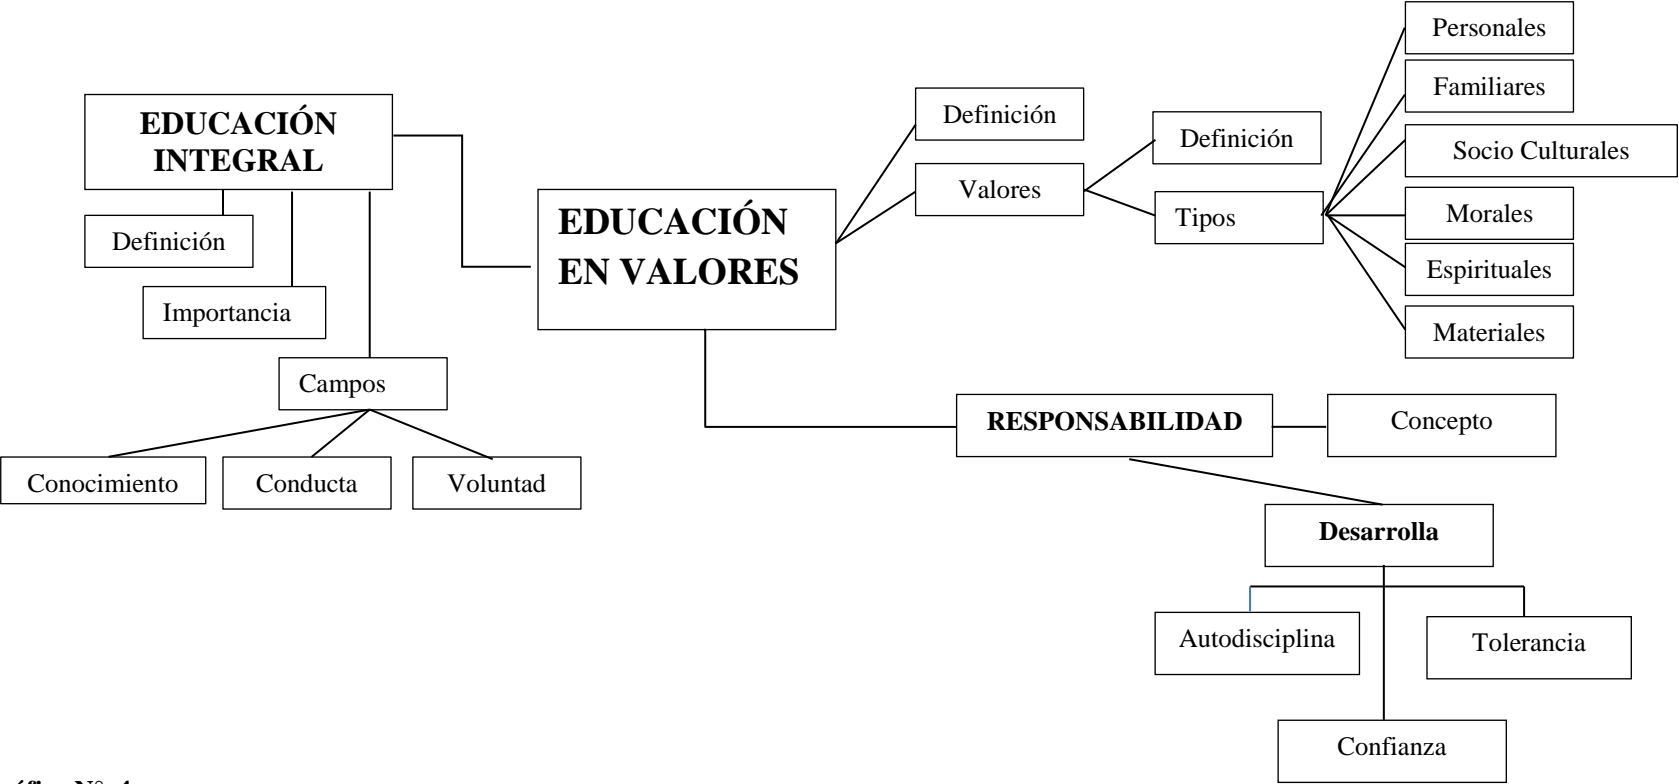 EDUCACIÓN
INTEGRAL
Definición
Importancia
Campos
Conocimiento
Conducta
Voluntad
EDUCACIÓN
EN VALORES
Definición
Valores
Definición
Tipos
Personales
Familiares
Socio Culturales
Morales
Espirituales
Materiales
RESPONSABILIDAD
Concepto
Desarrolla
Autodisciplina
Tolerancia
Confianza